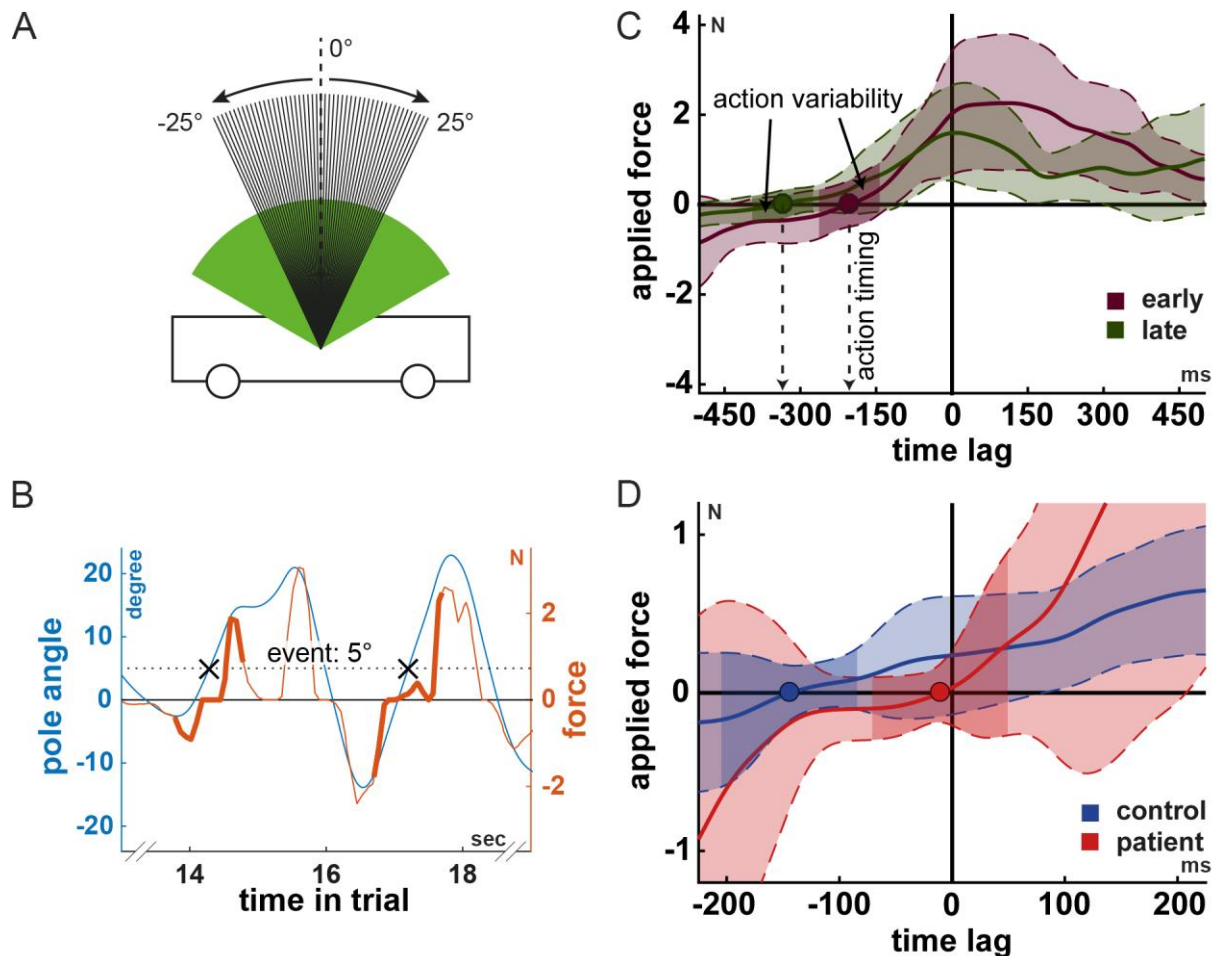 A
0°
-25°
25°
B
degree
N
20
10
0
-10
-20
2
0
-2
pole angle
force
event: 5°
sec
14
16
18
time in trial
C
4
N
action variability
2
0
-2
-4
applied force
action timing
early
late
ms
-450
-300
-150
0
150
300
450
time lag
D
N
1
0
-1
applied force
control
patient
ms
-200
-100
0
100
200
time lag